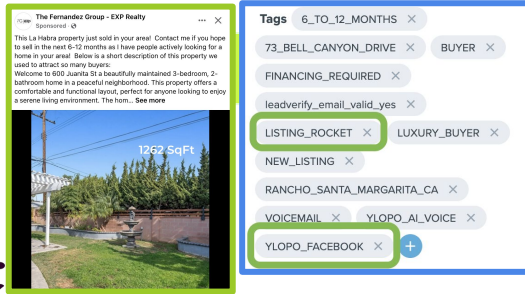 The Fernandez Group - EXP Realty
Sponsored ·
This La Habra property just sold in your area! Contact me if you hope
to sell in the next 6-12 months as I have people actively looking for a
home in your area! Below is a short description of this property we
used to attract so many buyers:
Welcome to 600 Juanita St a beautifully maintained 3-bedroom, 2-
bathroom home in a peaceful neighborhood. This property offers a
comfortable and functional layout, perfect for anyone looking to enjoy
a serene living environment. The hom... See more
1262 SqFt
Tags 6_TO_12_MONTHS ×
73_BELL_CANYON_DRIVE × BUYER ×
FINANCING_REQUIRED ×
leadverify_email_valid_yes ×
LISTING_ROCKET × LUXURY_BUYER ×
NEW_LISTING ×
RANCHO_SANTA_MARGARITA_CA ×
VOICEMAIL × YLOPO_AI_VOICE ×
YLOPO_FACEBOOK × +